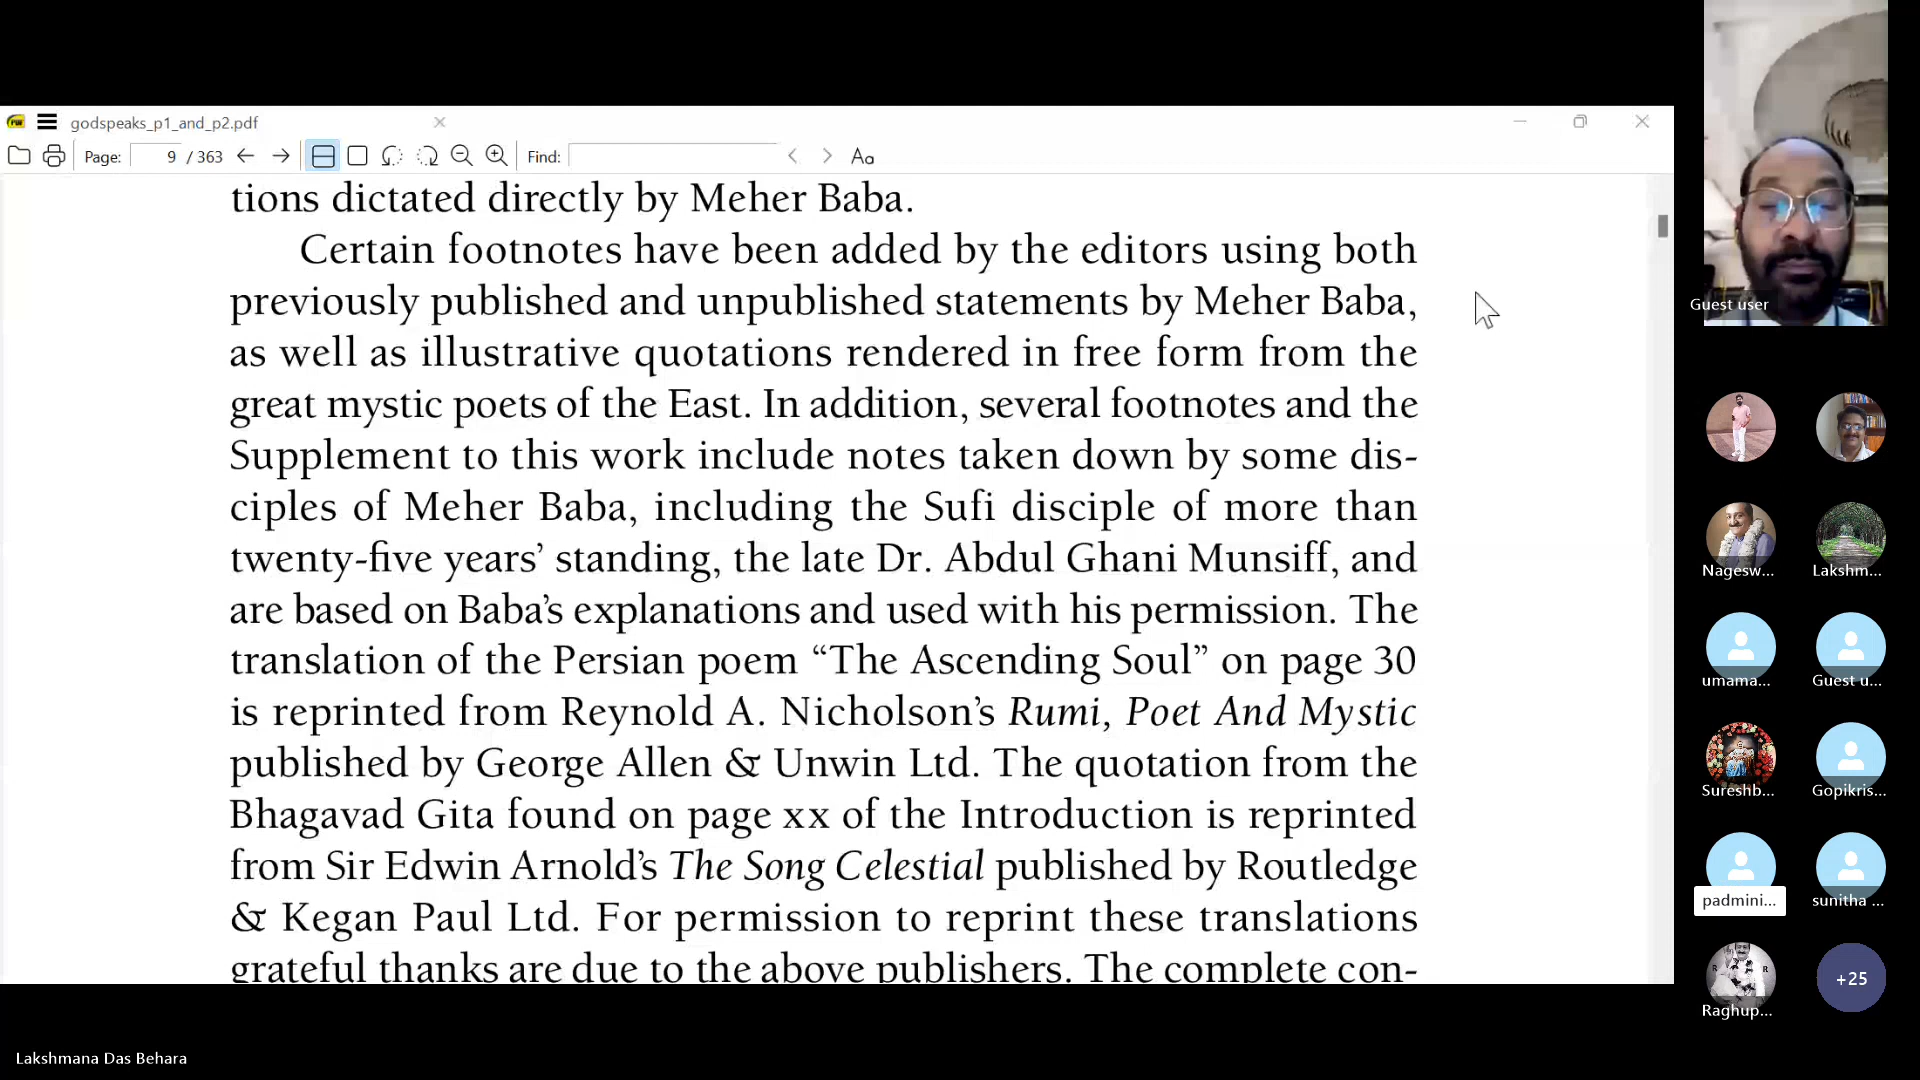 godspeaks_p1_and_p2.pdf
Page: 9 / 363 Find: Aa
tions dictated directly by Meher Baba.
Certain footnotes have been added by the editors using both
previously published and unpublished statements by Meher Baba,
as well as illustrative quotations rendered in free form from the
great mystic poets of the East. In addition, several footnotes and the
Supplement to this work include notes taken down by some dis-
ciples of Meher Baba, including the Sufi disciple of more than
twenty-five years’ standing, the late Dr. Abdul Ghani Munsiff, and
are based on Baba’s explanations and used with his permission. The
translation of the Persian poem “The Ascending Soul” on page 30
is reprinted from Reynold A. Nicholson’s Rumi, Poet And Mystic
published by George Allen & Unwin Ltd. The quotation from the
Bhagavad Gita found on page xx of the Introduction is reprinted
from Sir Edwin Arnold’s The Song Celestial published by Routledge
& Kegan Paul Ltd. For permission to reprint these translations
grateful thanks are due to the above publishers. The complete con-
Guest user
Nagesw...
Lakshm...
umama...
Guest u...
Sureshb...
Gopikris...
padmini...
sunitha ...
Raghup...
+25
Lakshmana Das Behara